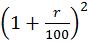 (1 + r/100)²